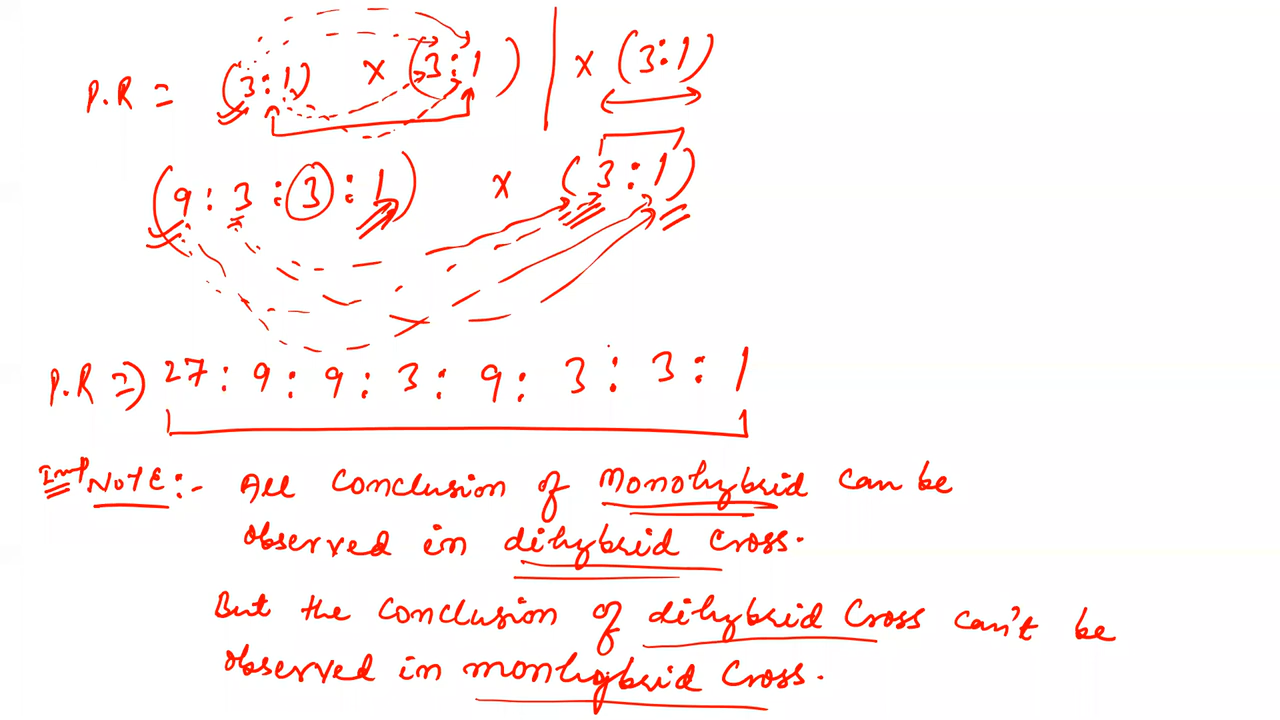 P.R = (3:1) x (3:1) | x (3:1)
(9:3:3:1) x (3:1)
P.R ⇒) 27 : 9 : 9 : 3 : 9 : 3 : 3 : 1
Imp NOTE:- All conclusion of Monohybrid can be
observed in dihybrid cross.
But the conclusion of dihybrid cross can't be
observed in monhybrid cross.